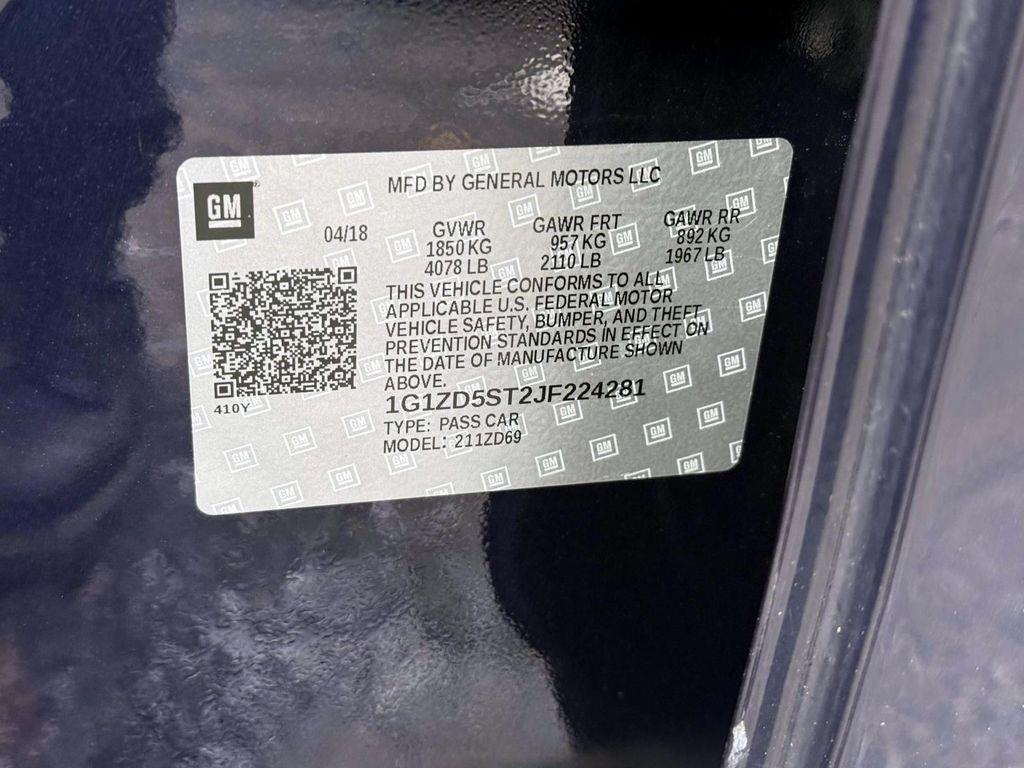 GM
MFD BY GENERAL MOTORS LLC
04/18
GVWR GAWR FRT GAWR RR
1850 KG 957 KG 892 KG
4078 LB 2110 LB 1967 LB
THIS VEHICLE CONFORMS TO ALL
APPLICABLE U.S. FEDERAL MOTOR
VEHICLE SAFETY, BUMPER, AND THEFT
PREVENTION STANDARDS IN EFFECT ON
THE DATE OF MANUFACTURE SHOWN
ABOVE.
410Y
1G1ZD5ST2JF224281
TYPE: PASS CAR
MODEL: 211ZD69